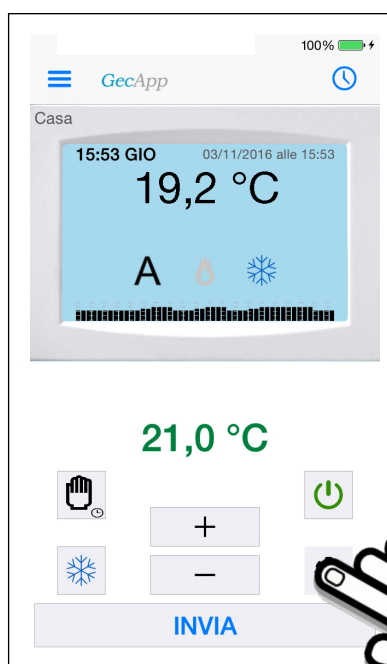 100%
GecApp
Casa
15:53 GIO 03/11/2016 alle 15:53
19,2 °C
A
21,0 °C
+
−
INVIA